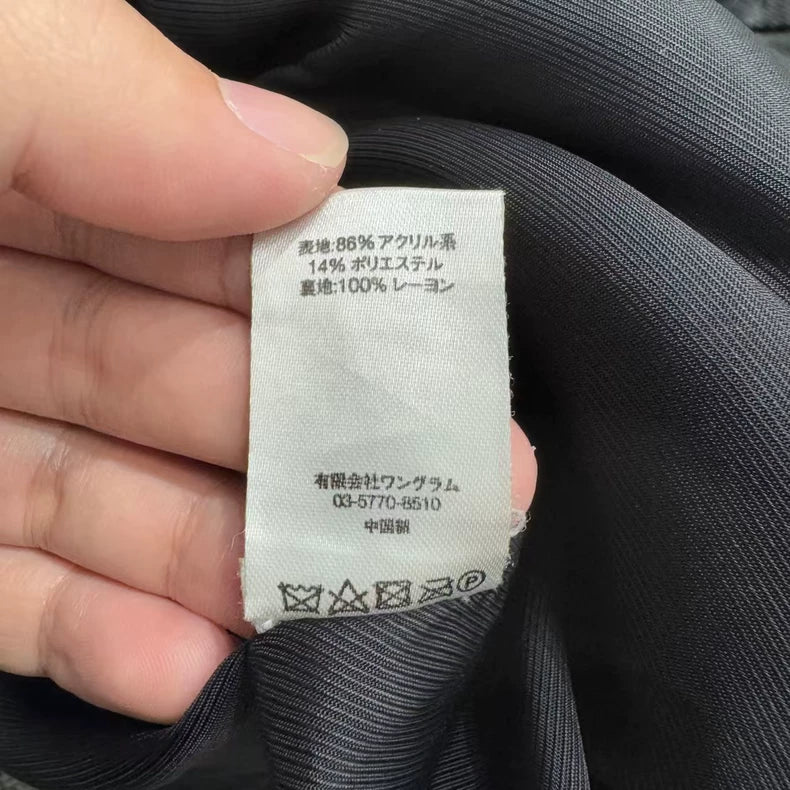 表地:86% アクリル系
14% ポリエステル
裏地:100% レーヨン
有限会社ワングラム
03-5770-8510
中国製
P